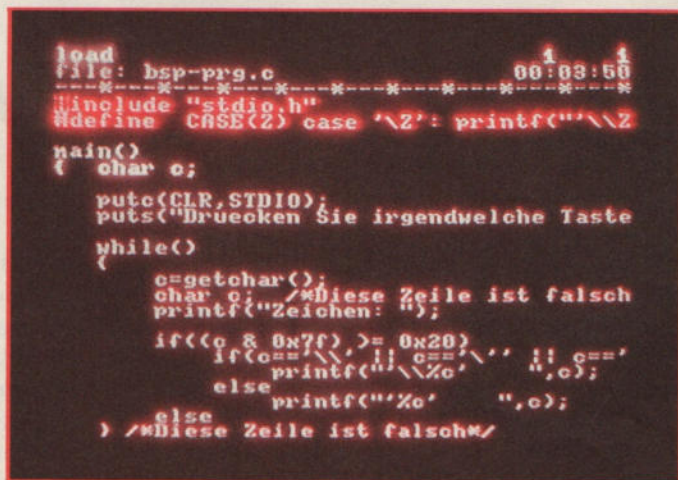 load 1 1
file: bsp-prg.c 00:03:50
----*----*----*----*----*----*----*----*----*----*
#include "stdio.h"
#define CASE(Z) case '\Z': printf("'\\Z
main()
{ char c;
putc(CLR,STDIO);
puts("Druecken Sie irgendwelche Taste
while()
{
c=getchar();
char c; /*Diese Zeile ist falsch
printf("Zeichen: ");
if((c & 0x7f) >= 0x20)
if(c=='\\' || c=='\'' || c=='
printf("'\\%c' ",c);
else
printf("'%c' ",c);
else
) /*Diese Zeile ist falsch*/